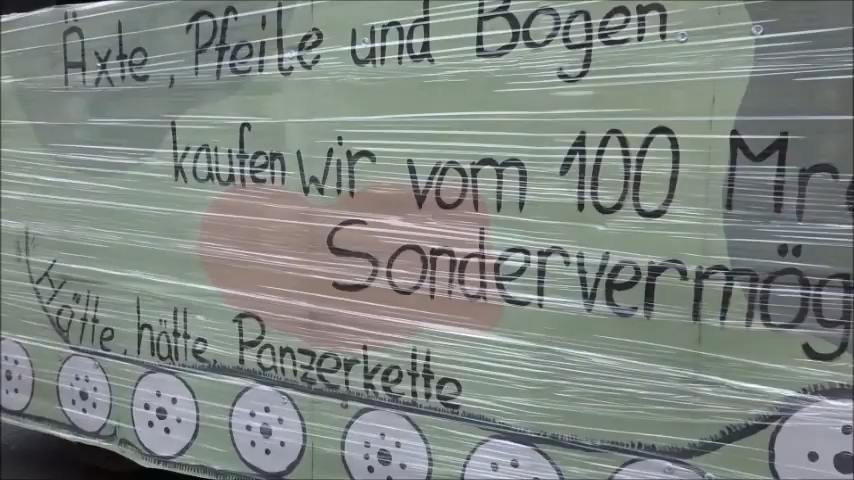 Äxte, Pfeile und Bogen.
kaufen wir vom 100
Sondervermög
Hätte, hätte, Panzerkette